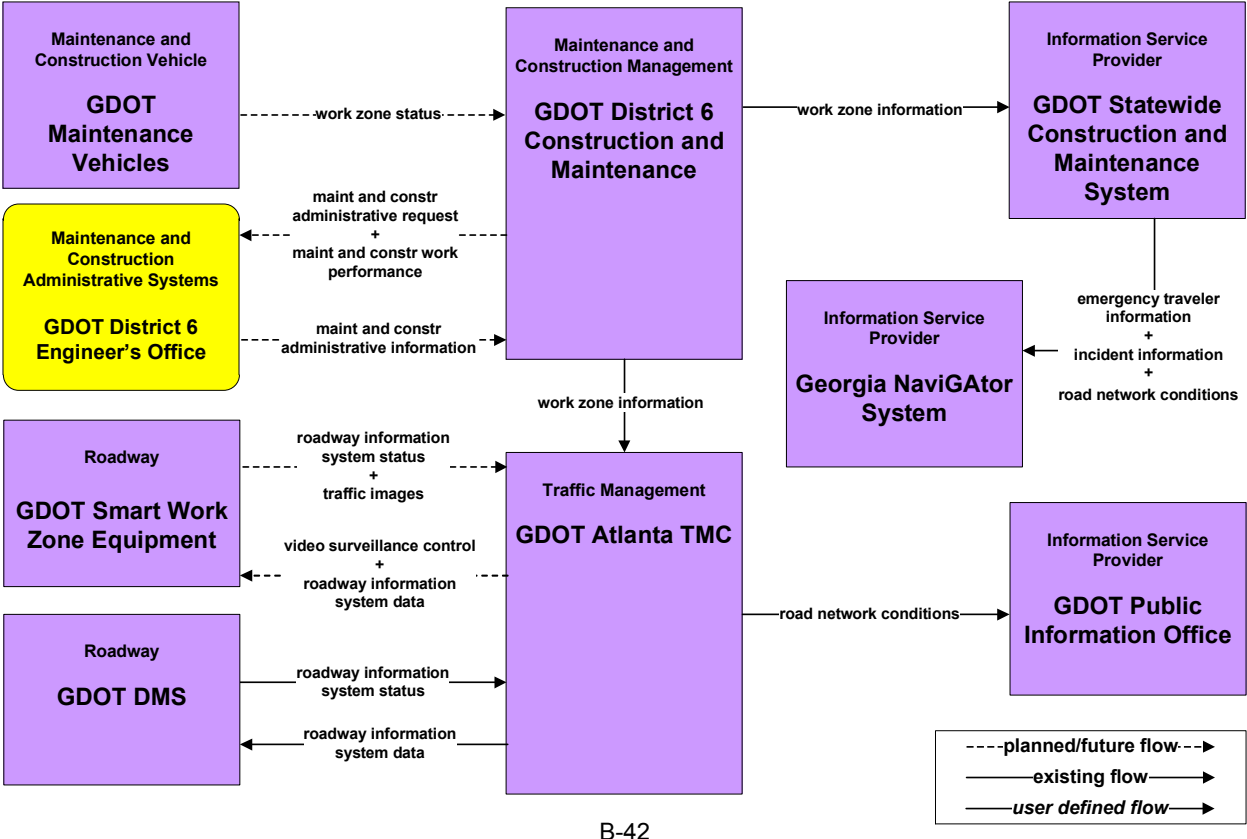 Maintenance and
Construction Vehicle
GDOT
Maintenance
Vehicles
work zone status
Maintenance and
Construction Management
GDOT District 6
Construction and
Maintenance
work zone information
Information Service
Provider
GDOT Statewide
Construction and
Maintenance
System
maint and constr
administrative request
+
maint and constr work
performance
Maintenance and
Construction
Administrative Systems
GDOT District 6
Engineer's Office
maint and constr
administrative information
emergency traveler
information
+
incident information
+
road network conditions
Information Service
Provider
Georgia NaviGAtor
System
work zone information
Roadway
GDOT Smart Work
Zone Equipment
roadway information
system status
+
traffic images
video surveillance control
+
roadway information
system data
Traffic Management
GDOT Atlanta TMC
road network conditions
Information Service
Provider
GDOT Public
Information Office
Roadway
GDOT DMS
roadway information
system status
roadway information
system data
planned/future flow
existing flow
user defined flow
B-42